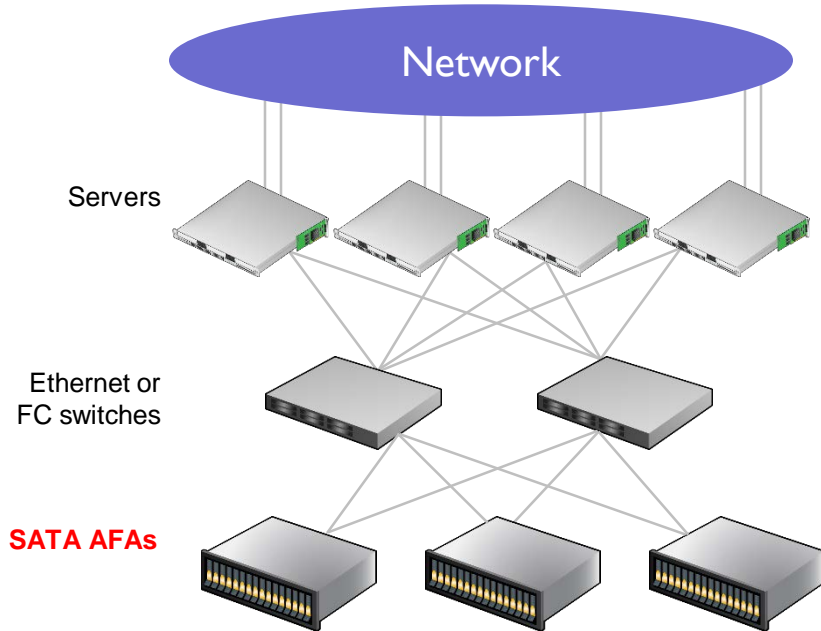 Network
Servers
Ethernet or
FC switches
SATA AFAs